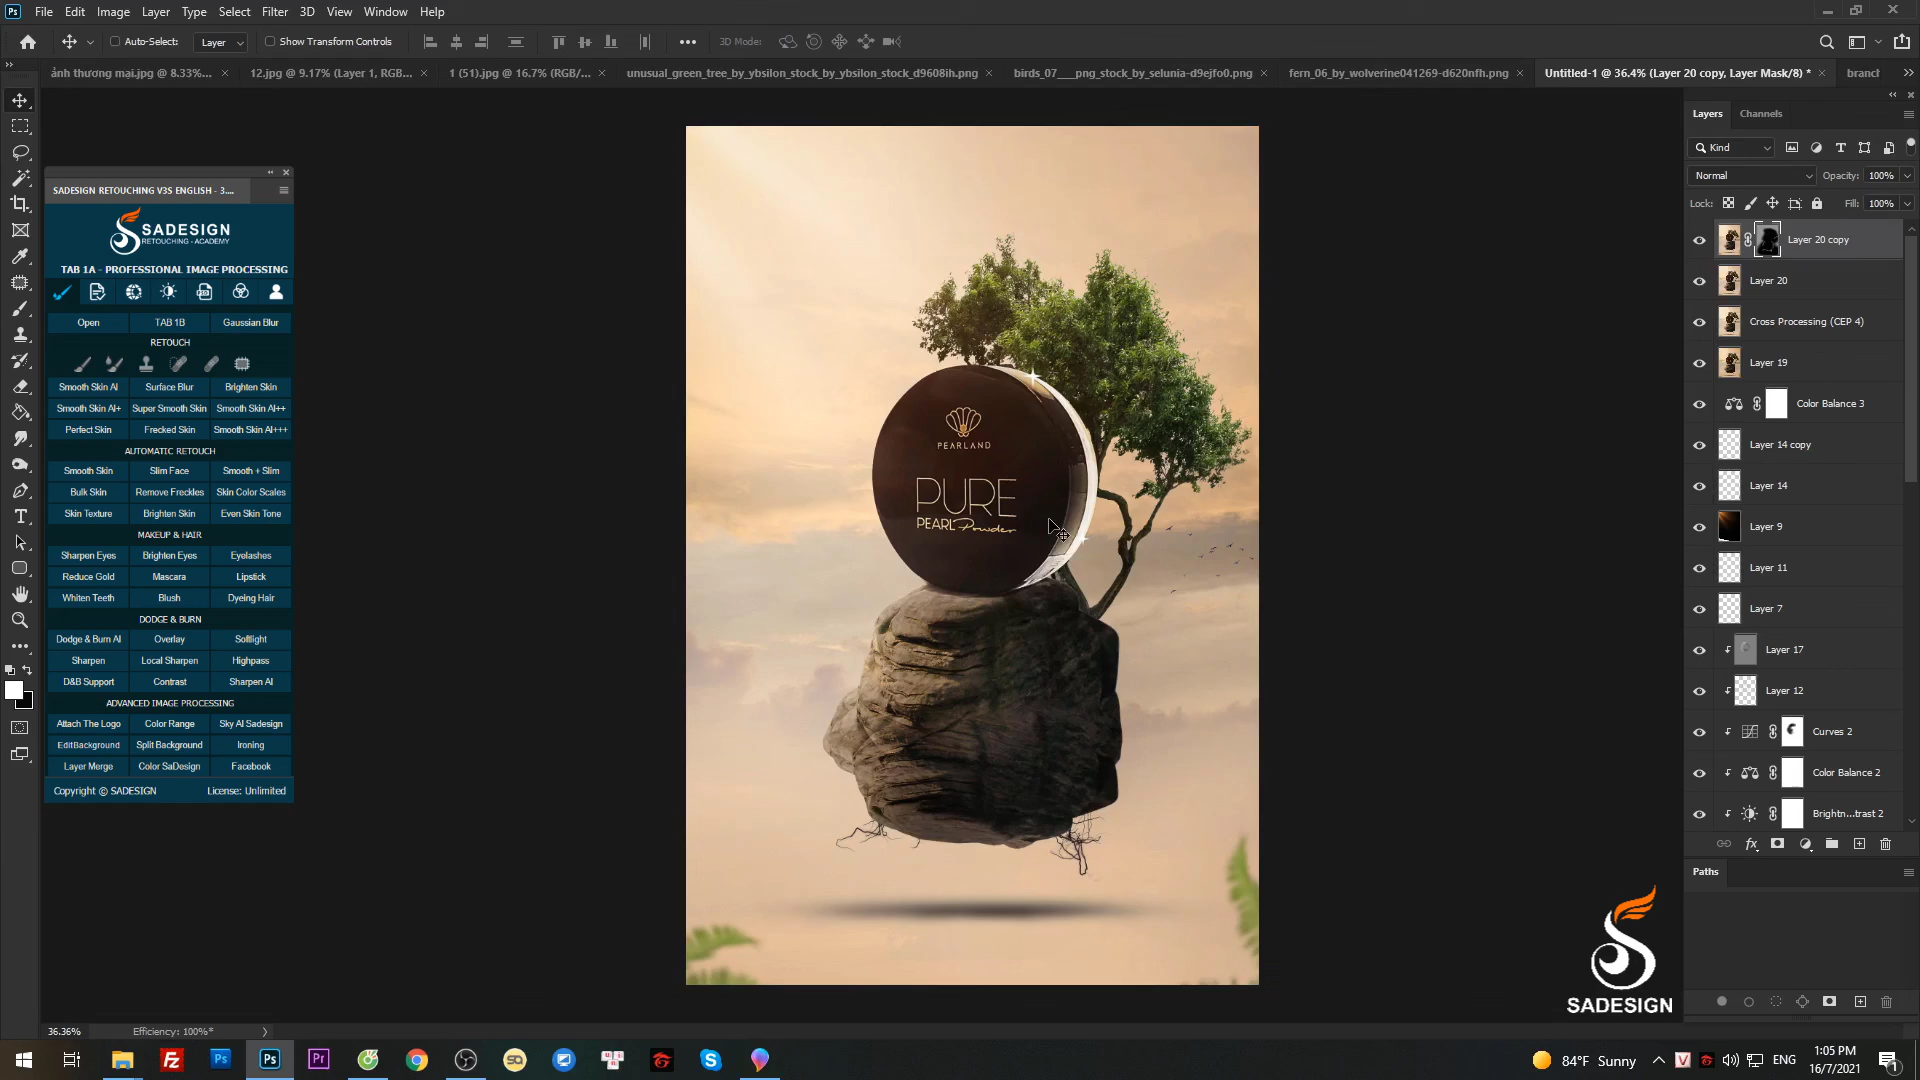 File Edit Image Layer Type Select Filter 3D View Window Help
Auto-Select: Layer Show Transform Controls 3D Mode:
ảnh thương mại.jpg @ 8.33%... 12.jpg @ 9.17% (Layer 1, RGB... 1 (51).jpg @ 16.7% (RGB/... unusual_green_tree_by_ybsilon_stock_by_ybsilon_stock_d9608ih.png birds_07___png_stock_by_selunia-d9ejfo0.png fern_06_by_wolverine041269-d620nfh.png Untitled-1 @ 36.4% (Layer 20 copy, Layer Mask/8) * branch
SADESIGN RETOUCHING V3S ENGLISH - 3....
SADESIGN
RETOUCHING - ACADEMY
TAB 1A - PROFESSIONAL IMAGE PROCESSING
Open TAB 1B Gaussian Blur
RETOUCH
Smooth Skin AI Surface Blur Brighten Skin
Smooth Skin AI+ Super Smooth Skin Smooth Skin AI++
Perfect Skin Frecked Skin Smooth Skin AI+++
AUTOMATIC RETOUCH
Smooth Skin Slim Face Smooth + Slim
Bulk Skin Remove Freckles Skin Color Scales
Skin Texture Brighten Skin Even Skin Tone
MAKEUP & HAIR
Sharpen Eyes Brighten Eyes Eyelashes
Reduce Gold Mascara Lipstick
Whiten Teeth Blush Dyeing Hair
DODGE & BURN
Dodge & Burn AI Overlay Softlight
Sharpen Local Sharpen Highpass
D&B Support Contrast Sharpen AI
ADVANCED IMAGE PROCESSING
Attach The Logo Color Range Sky AI Sadesign
EditBackground Split Background Ironing
Layer Merge Color SaDesign Facebook
Copyright © SADESIGN License: Unlimited
PEARLAND
PURE
PEARL Powder
Layers Channels
Kind
Normal Opacity: 100%
Lock: Fill: 100%
Layer 20 copy
Layer 20
Cross Processing (CEP 4)
Layer 19
Color Balance 3
Layer 14 copy
Layer 14
Layer 9
Layer 11
Layer 7
Layer 17
Layer 12
Curves 2
Color Balance 2
Brightn...trast 2
fx
Paths
SADESIGN
36.36% Efficiency: 100%*
84°F Sunny ENG 1:05 PM
16/7/2021